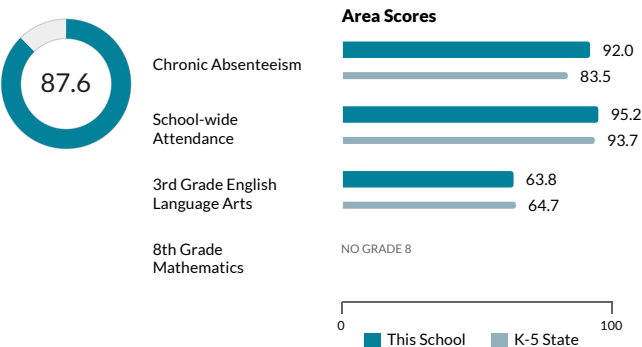 Area Scores
87.6
Chronic Absenteeism
92.0
83.5
School-wide
Attendance
95.2
93.7
3rd Grade English
Language Arts
63.8
64.7
8th Grade
Mathematics
NO GRADE 8
0
100
This School
K-5 State